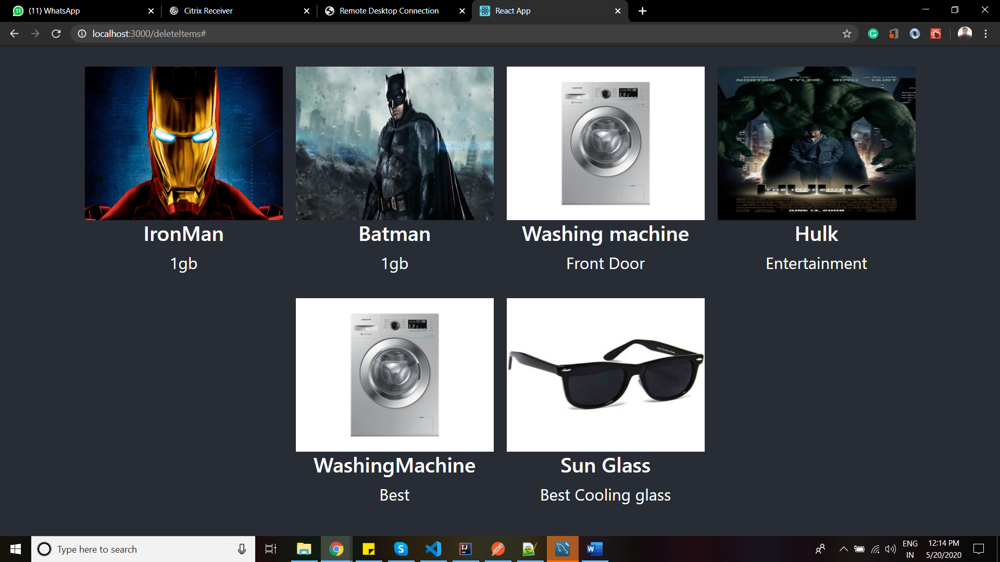 (11) WhatsApp
Citrix Receiver
Remote Desktop Connection
React App
localhost:3000/deleteItems#
EDWARD NORTON LIV TYLER TIM ROTH WILLIAM HURT
HULK
THE INCREDIBLE
JUNE 13, 2008
SAMSUNG
IronMan
Batman
Washing machine
Hulk
1gb
1gb
Front Door
Entertainment
SAMSUNG
WashingMachine
Sun Glass
Best
Best Cooling glass
Type here to search
ENG
IN
12:14 PM
5/20/2020